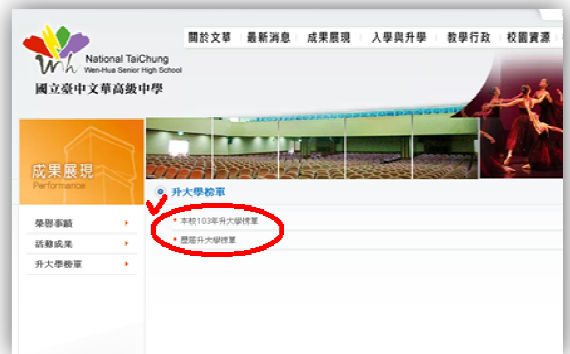 關於文華 最新消息 成果展現 入學與升學 教學行政 校園資源
National TaiChung
Wen-Hua Senior High School
國立臺中文華高級中學
成果展現
Performance
升大學榜單
榮譽事蹟
本校103年升大學榜單
活動成果
歷屆升大學榜單
升大學榜單